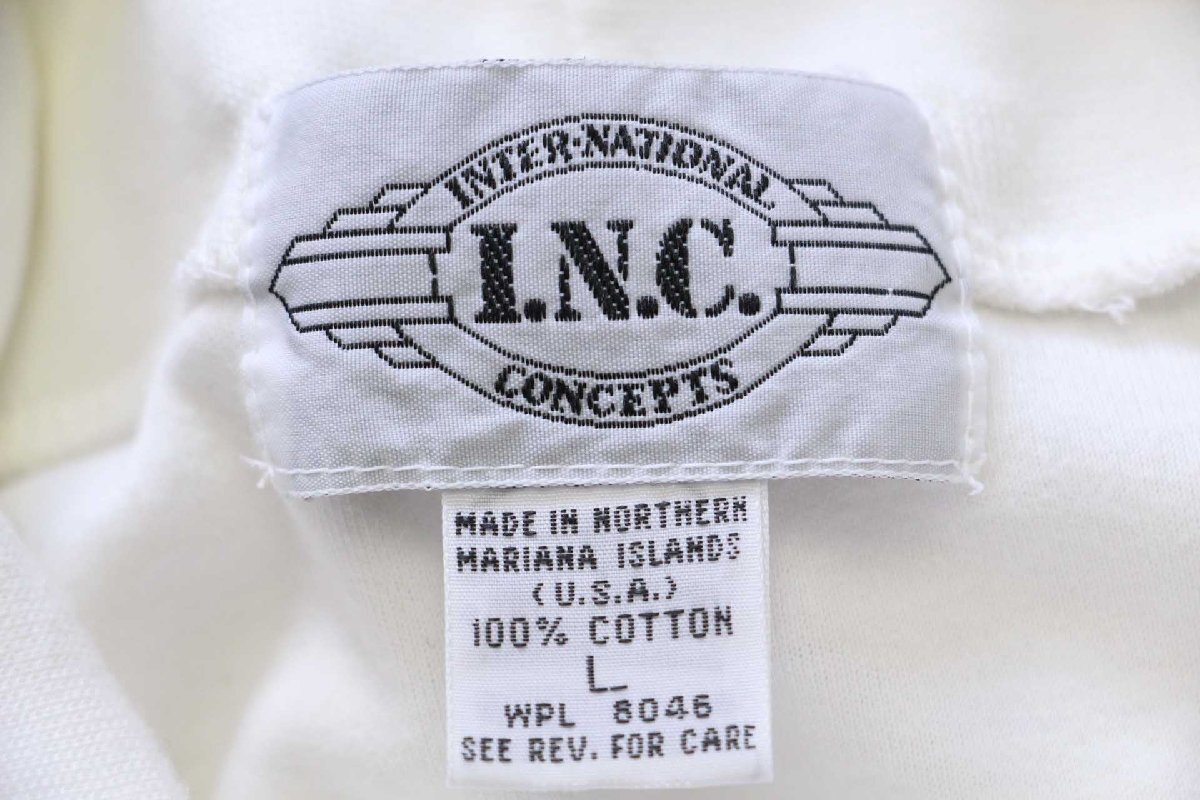 INTER·NATIONAL
I.N.C.
CONCEPTS
MADE IN NORTHERN
MARIANA ISLANDS
(U.S.A.)
100% COTTON
L
WPL 8046
SEE REV. FOR CARE